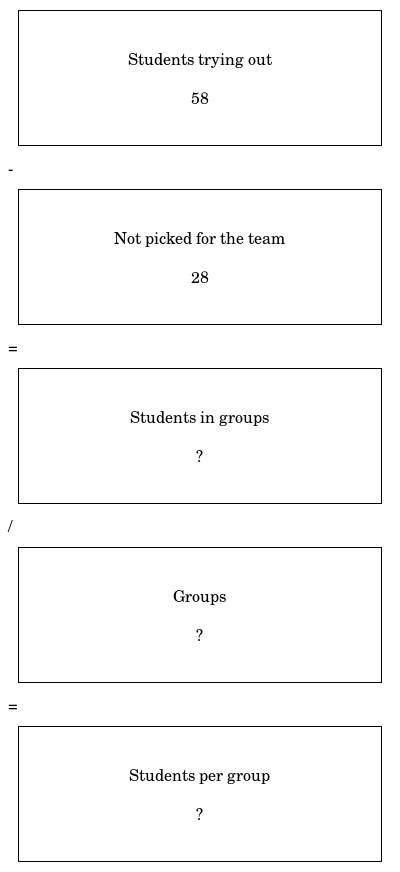 Students trying out
58
-
Not picked for the team
28
=
Students in groups
?
/
Groups
?
=
Students per group
?